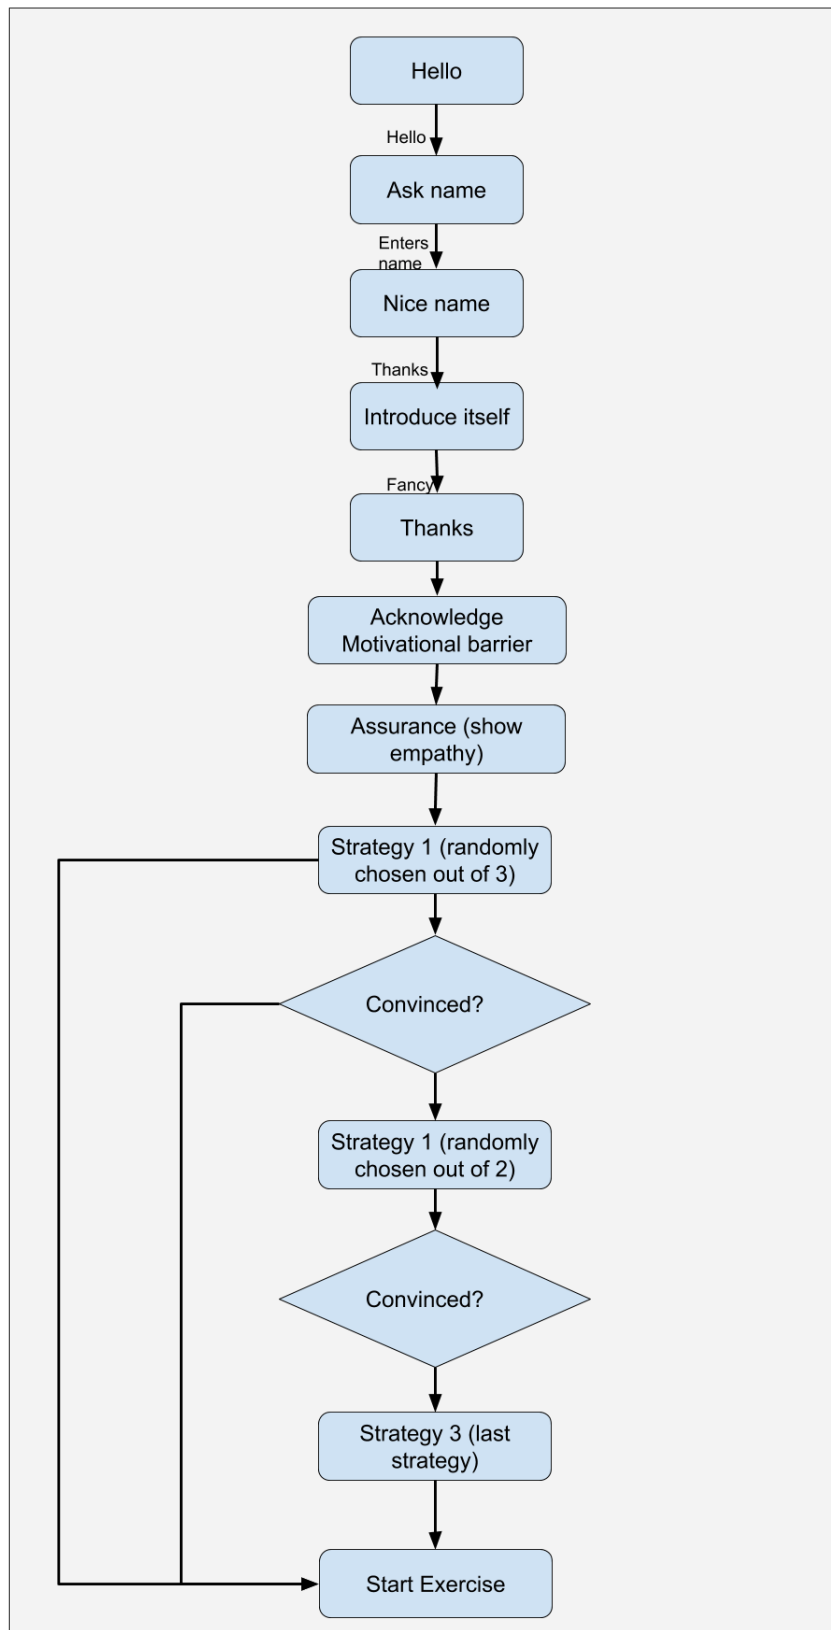 Hello
Hello
Ask name
Enters
name
Nice name
Thanks
Introduce itself
Fancy
Thanks
Acknowledge
Motivational barrier
Assurance (show
empathy)
Strategy 1 (randomly
chosen out of 3)
Convinced?
Strategy 1 (randomly
chosen out of 2)
Convinced?
Strategy 3 (last
strategy)
Start Exercise